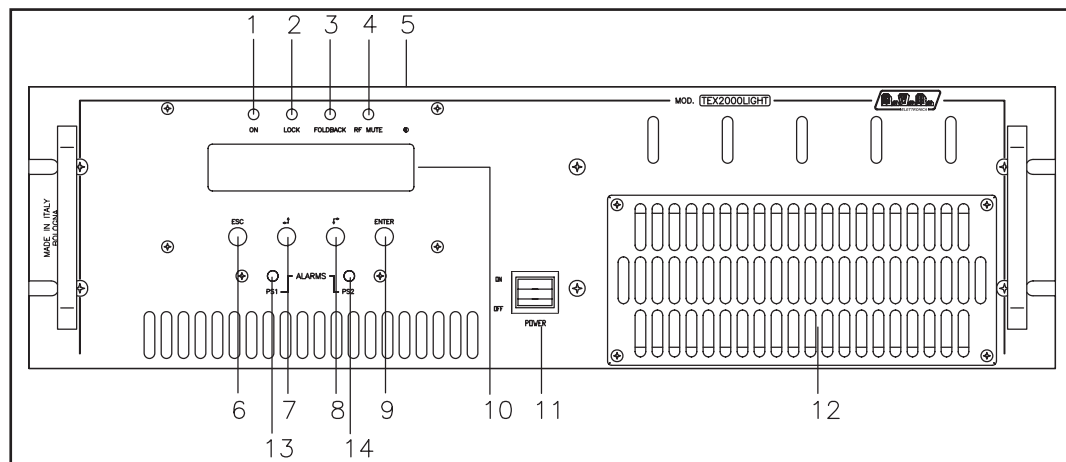 1 2 3 4 5
MOD. TEX2000LIGHT
R.V.R.
ELETTRONICA
ON LOCK FOLDBACK RF MUTE
MADE IN ITALY
BOLOGNA
ESC ENTER
ALARMS
PS1 PS2
ON
OFF
POWER
6 7 8 9 10 11 12
13 14